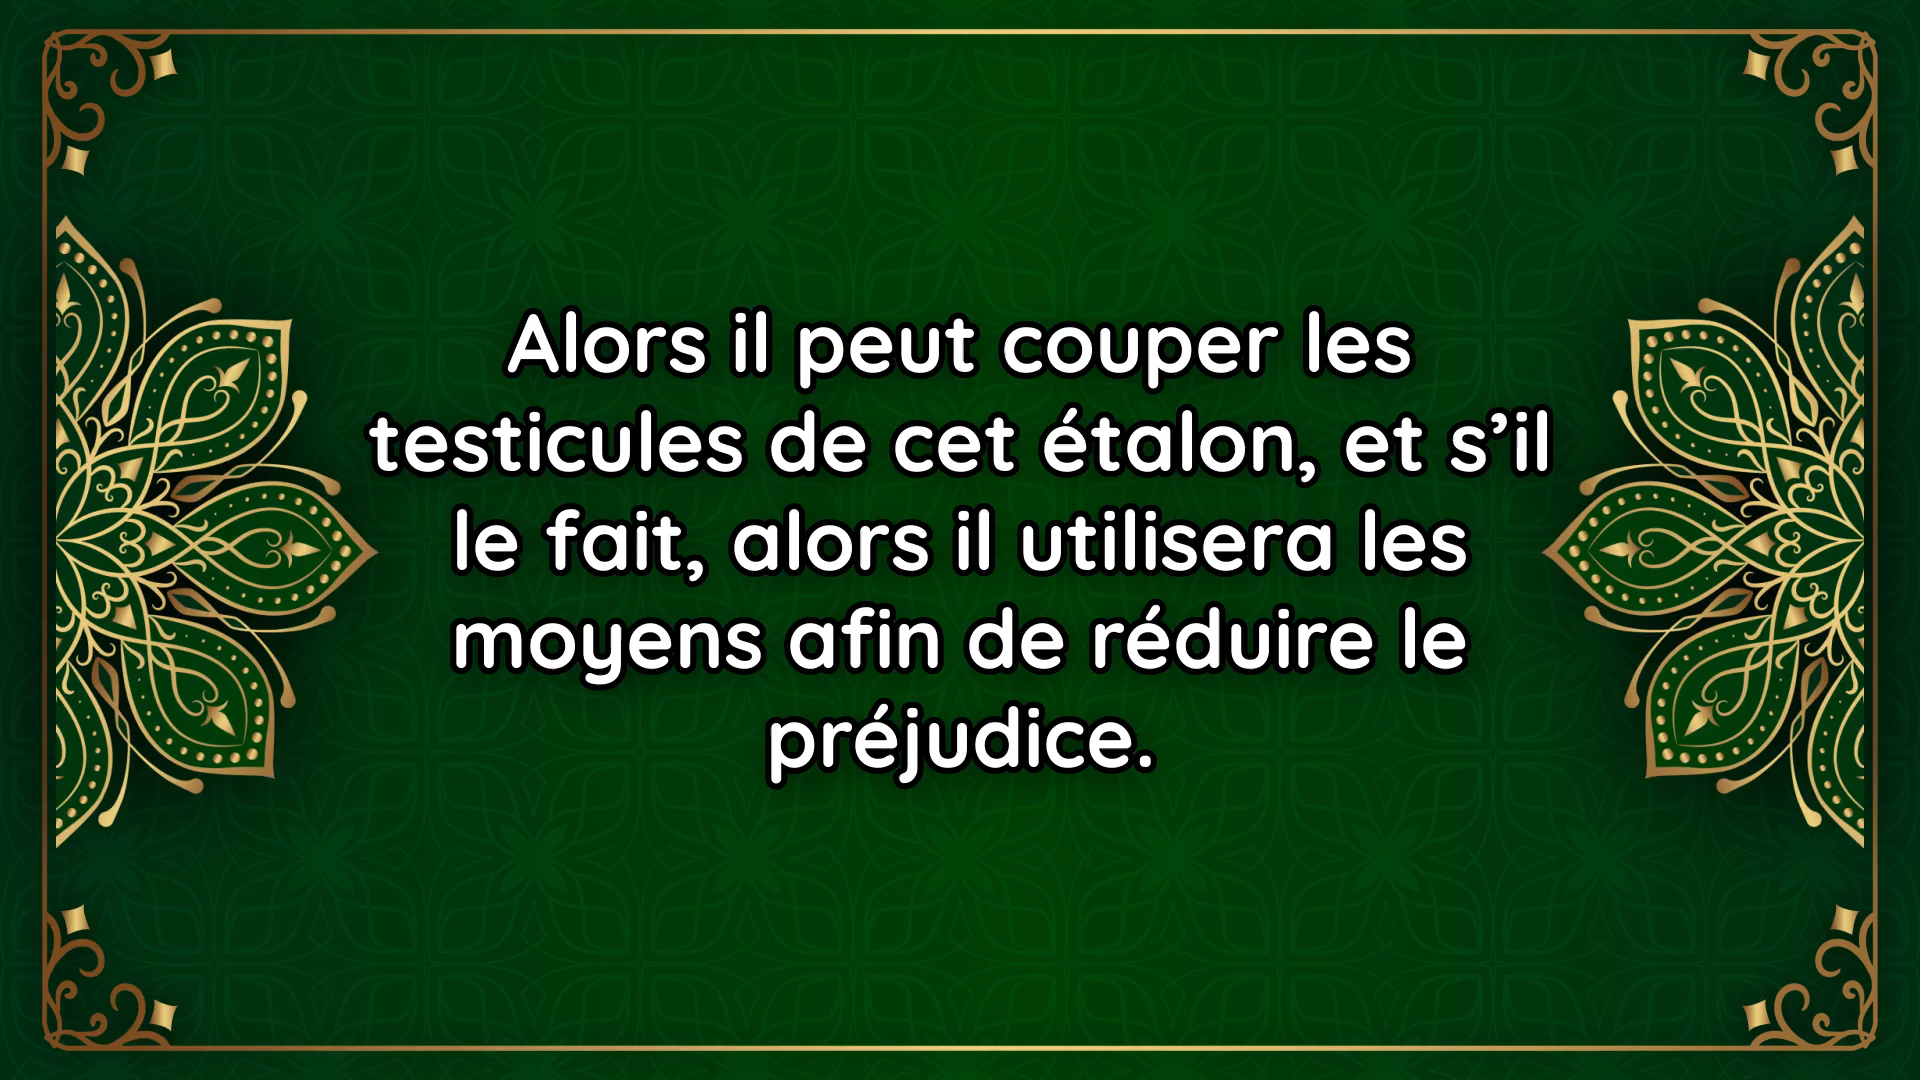 Alors il peut couper les
testicules de cet étalon, et s’il
le fait, alors il utilisera les
moyens afin de réduire le
préjudice.